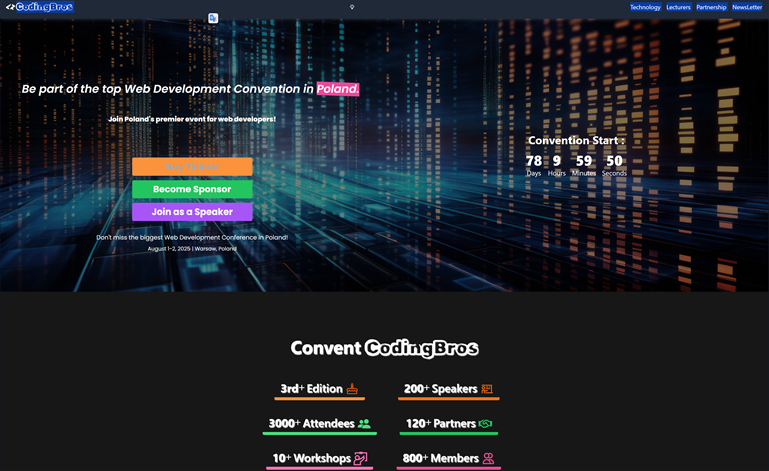 </>CodingBros
Technology Lecturers Partnership NewsLetter
Be part of the top Web Development Convention in Poland.
Join Poland's premier event for web developers!
Convention Start :
78 9 59 50
Days Hours Minutes Seconds
Become Sponsor
Join as a Speaker
Don't miss the biggest Web Development Conference in Poland!
August 1-2, 2025 | Warsaw, Poland
Convent CodingBros
3rd+ Edition
200+ Speakers
3000+ Attendees
120+ Partners
10+ Workshops
800+ Members